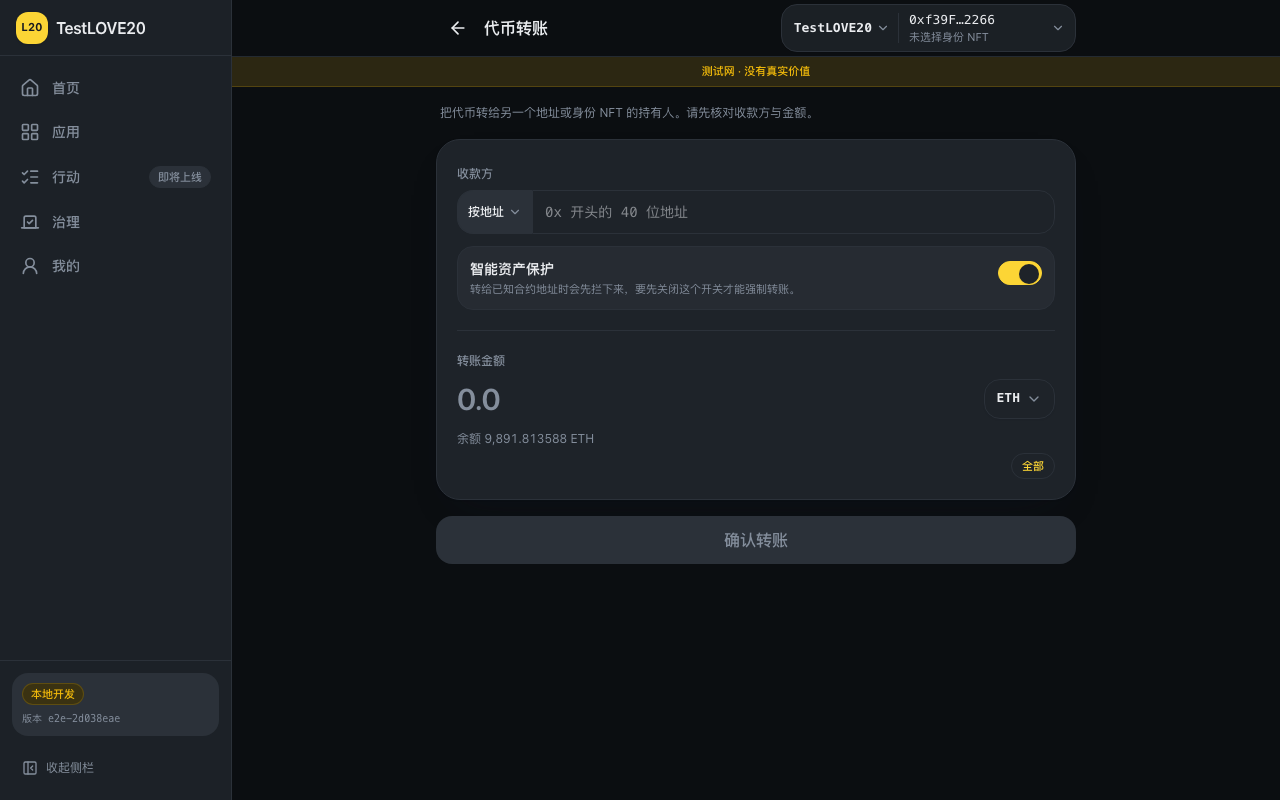 L20 TestLOVE20
首页
应用
行动 即将上线
治理
我的
本地开发
版本 e2e-2d038eae
收起侧栏
代币转账
TestLOVE20
0xf39F…2266
未选择身份 NFT
测试网 · 没有真实价值
把代币转给另一个地址或身份 NFT 的持有人。请先核对收款方与金额。
收款方
按地址 0x 开头的 40 位地址
智能资产保护
转给已知合约地址时会先拦下来，要先关闭这个开关才能强制转账。
转账金额
0.0 ETH
余额 9,891.813588 ETH
全部
确认转账